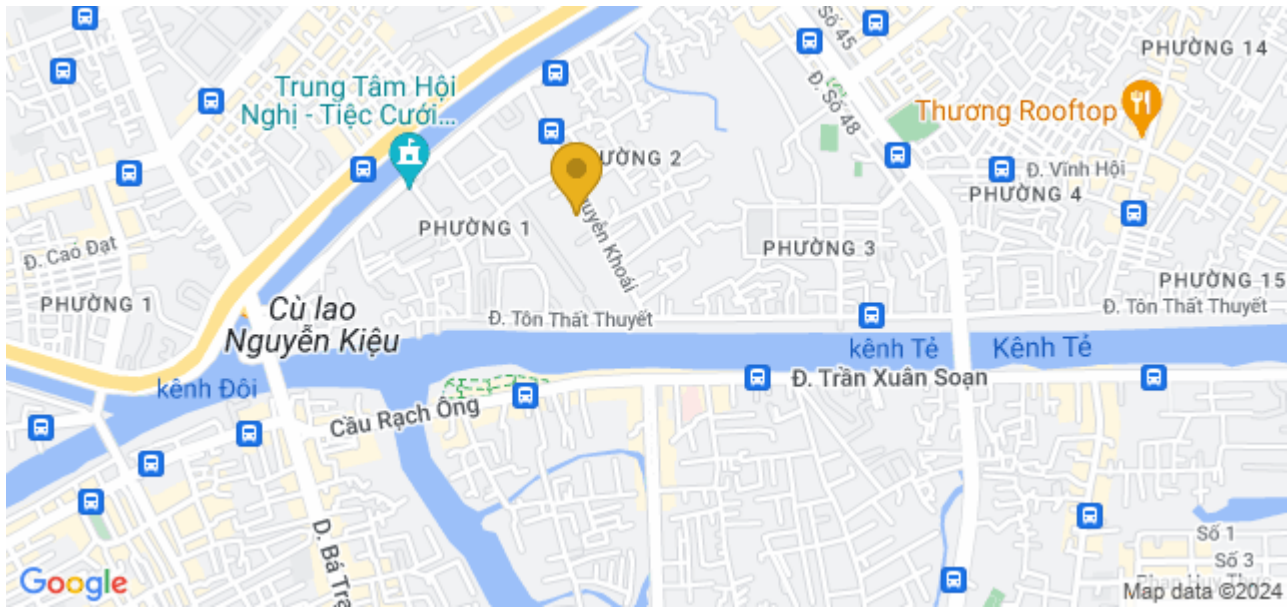 Số 45
PHƯỜNG 14
Trung Tâm Hội
Nghị - Tiệc Cưới...
Đ. Số 48
Thương Rooftop
ƯỜNG 2
Đ. Vĩnh Hội
PHƯỜNG 4
PHƯỜNG 1
uyễn Khoái
PHƯỜNG 3
Đ. Cao Đạt
PHƯỜNG 15
PHƯỜNG 1
Cù lao
Nguyễn Kiệu
Đ. Tôn Thất Thuyết
Đ. Tôn Thất Thuyết
kênh Tẻ
Kênh Tẻ
kênh Đôi
Đ. Trần Xuân Soạn
Cầu Rạch Ông
D. Bá Trạ
Số 1
Số 3
Google
Map data ©2024